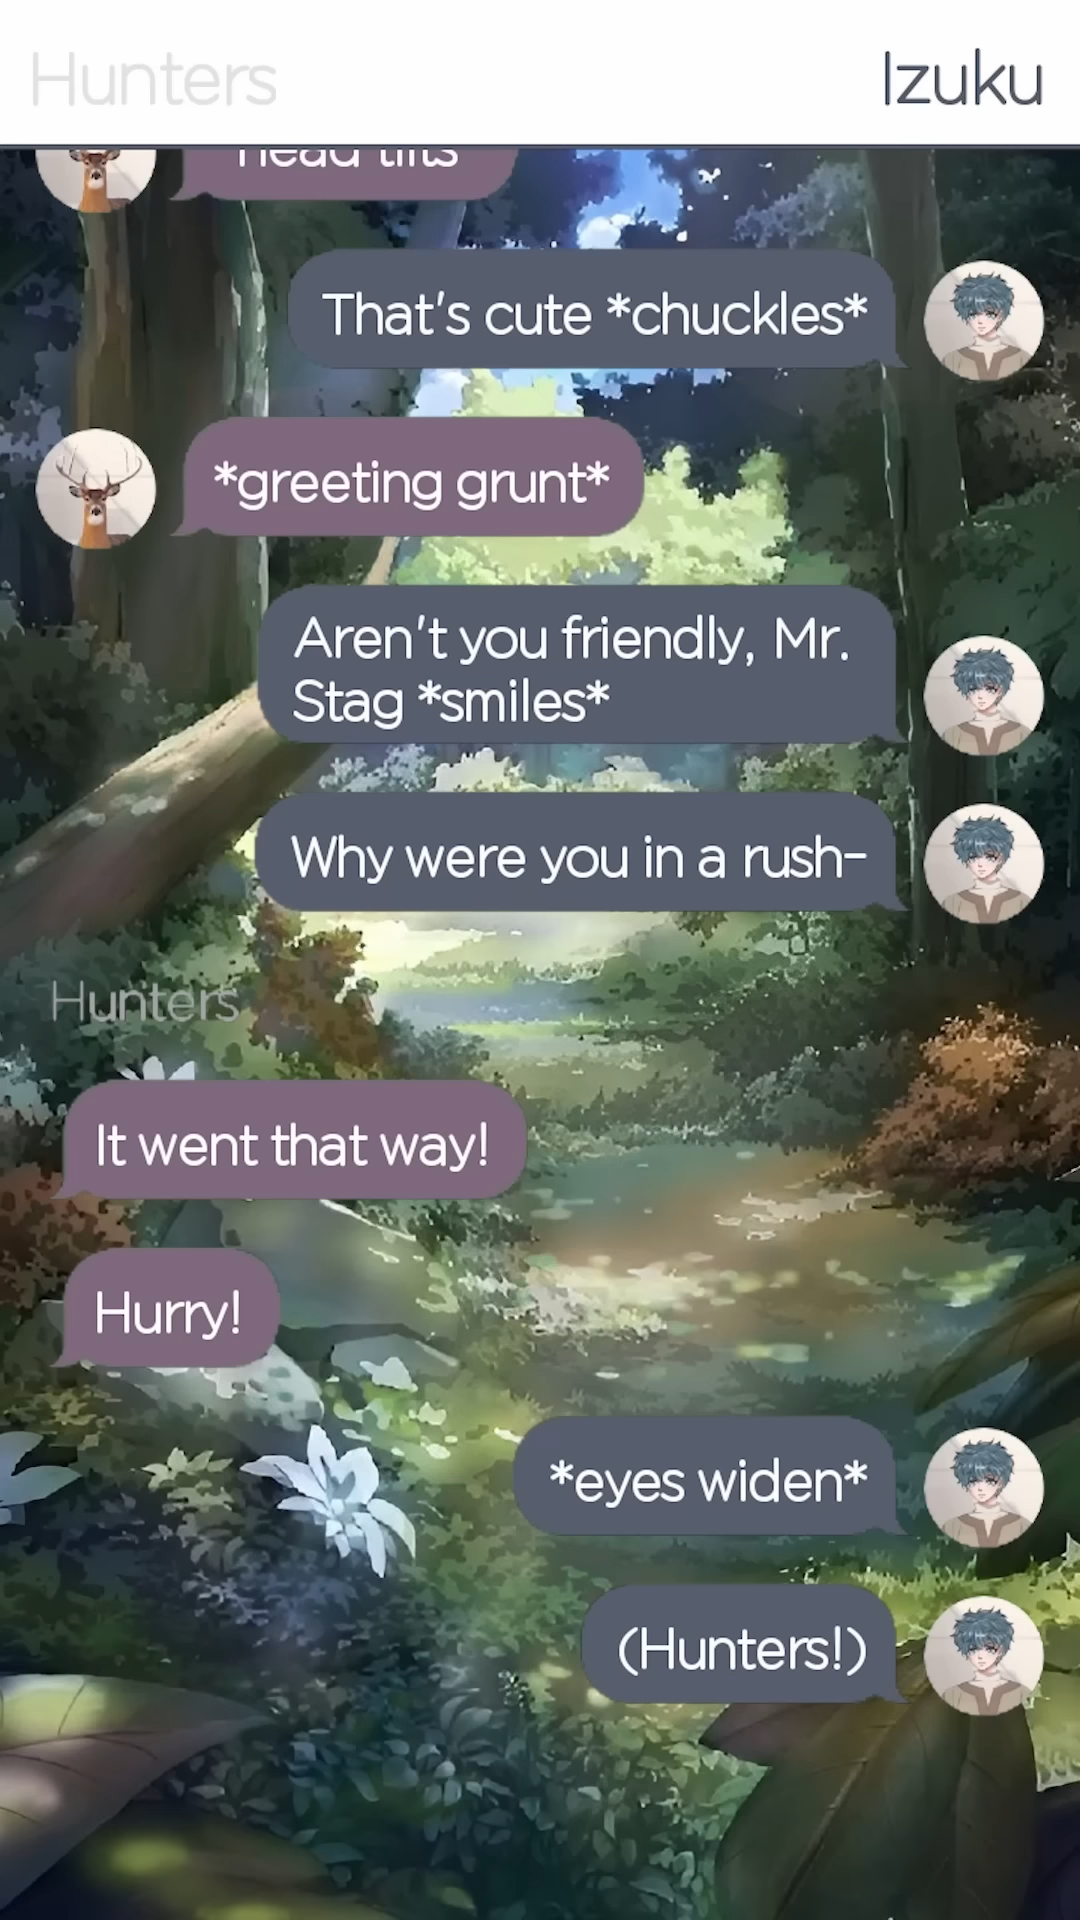 Hunters
Izuku
*head tilts*
That's cute *chuckles*
*greeting grunt*
Aren't you friendly, Mr.
Stag *smiles*
Why were you in a rush-
Hunters
It went that way!
Hurry!
*eyes widen*
(Hunters!)